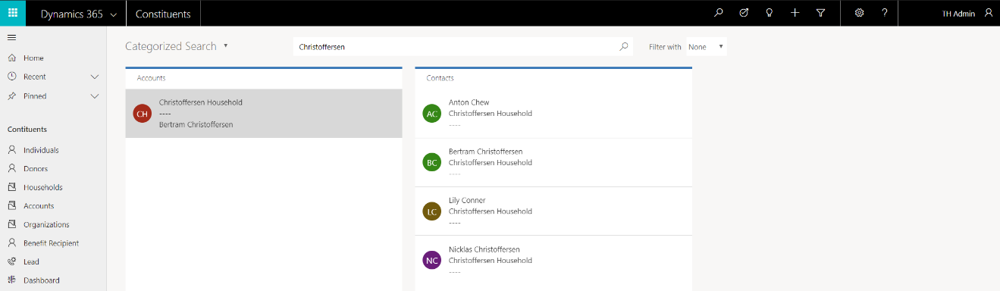 Dynamics 365
Constituents
TH Admin
Categorized Search
Christoffersen
Filter with
None
Home
Recent
Pinned
Contituents
Individuals
Donors
Households
Accounts
Organizations
Benefit Recipient
Lead
Dashboard
Accounts
CH
Christoffersen Household
----
Bertram Christoffersen
Contacts
AC
Anton Chew
Christoffersen Household
----
BC
Bertram Christoffersen
Christoffersen Household
----
LC
Lily Conner
Christoffersen Household
----
NC
Nicklas Christoffersen
Christoffersen Household
----